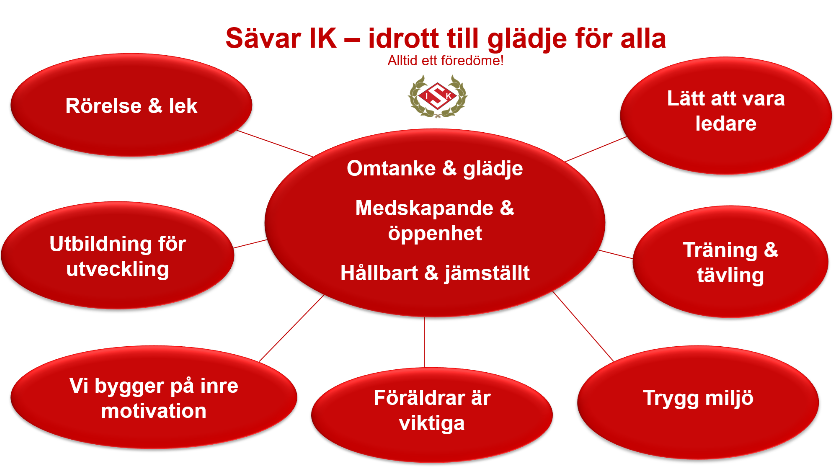 Sävar IK – idrott till glädje för alla
Alltid ett föredöme!
ISK
Rörelse & lek
Lätt att vara
ledare
Omtanke & glädje
Medskapande &
öppenhet
Hållbart & jämställt
Utbildning för
utveckling
Träning &
tävling
Vi bygger på inre
motivation
Föräldrar är
viktiga
Trygg miljö